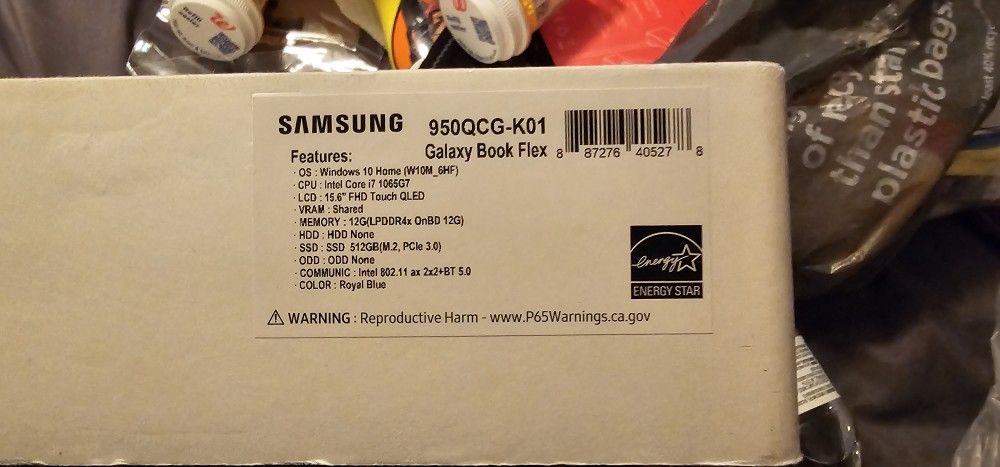 SAMSUNG
950QCG-K01
Galaxy Book Flex
8 87276 40527 8
Features:
· OS : Windows 10 Home (W10M_6HF)
· CPU : Intel Core i7 1065G7
· LCD : 15.6" FHD Touch QLED
· VRAM : Shared
· MEMORY : 12G(LPDDR4x OnBD 12G)
· HDD : HDD None
· SSD : SSD 512GB(M.2, PCIe 3.0)
· ODD : ODD None
· COMMUNIC : Intel 802.11 ax 2x2+BT 5.0
· COLOR : Royal Blue
energy
ENERGY STAR
⚠ WARNING : Reproductive Harm - www.P65Warnings.ca.gov
Refill
of
than
plastic bags